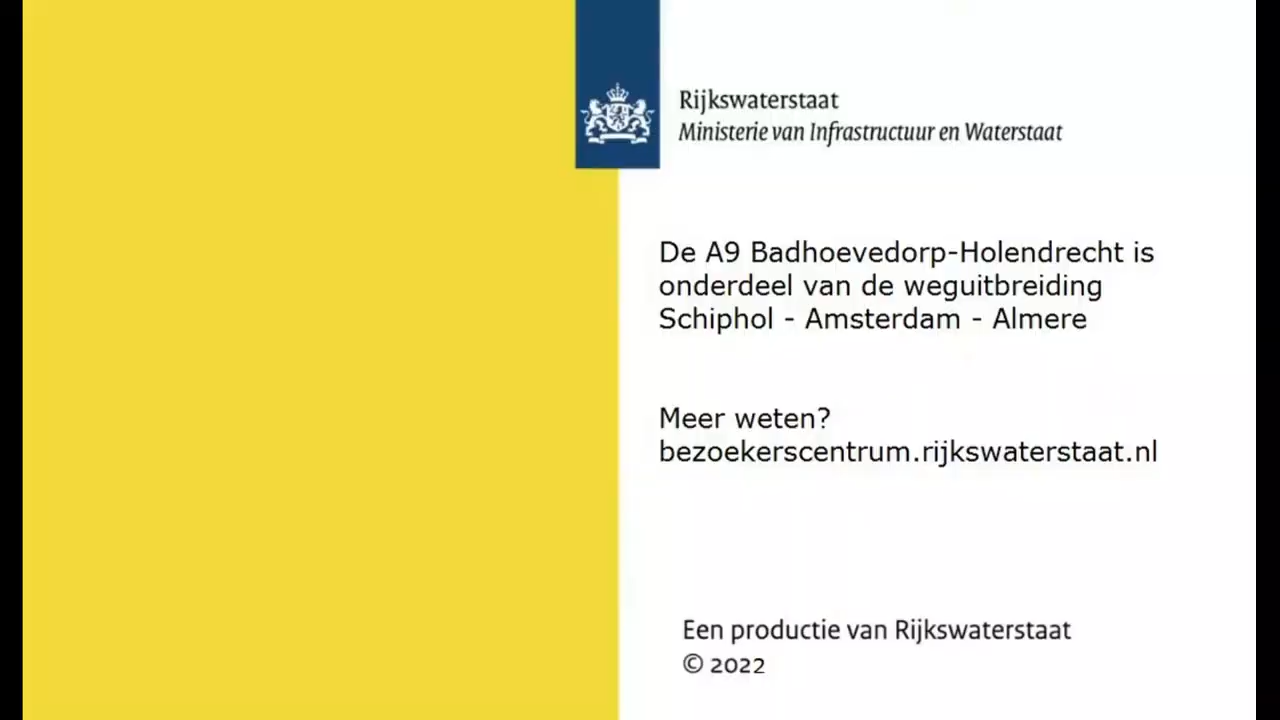 Rijkswaterstaat
Ministerie van Infrastructuur en Waterstaat
De A9 Badhoevedorp-Holendrecht is
onderdeel van de weguitbreiding
Schiphol - Amsterdam - Almere
Meer weten?
bezoekerscentrum.rijkswaterstaat.nl
Een productie van Rijkswaterstaat
© 2022